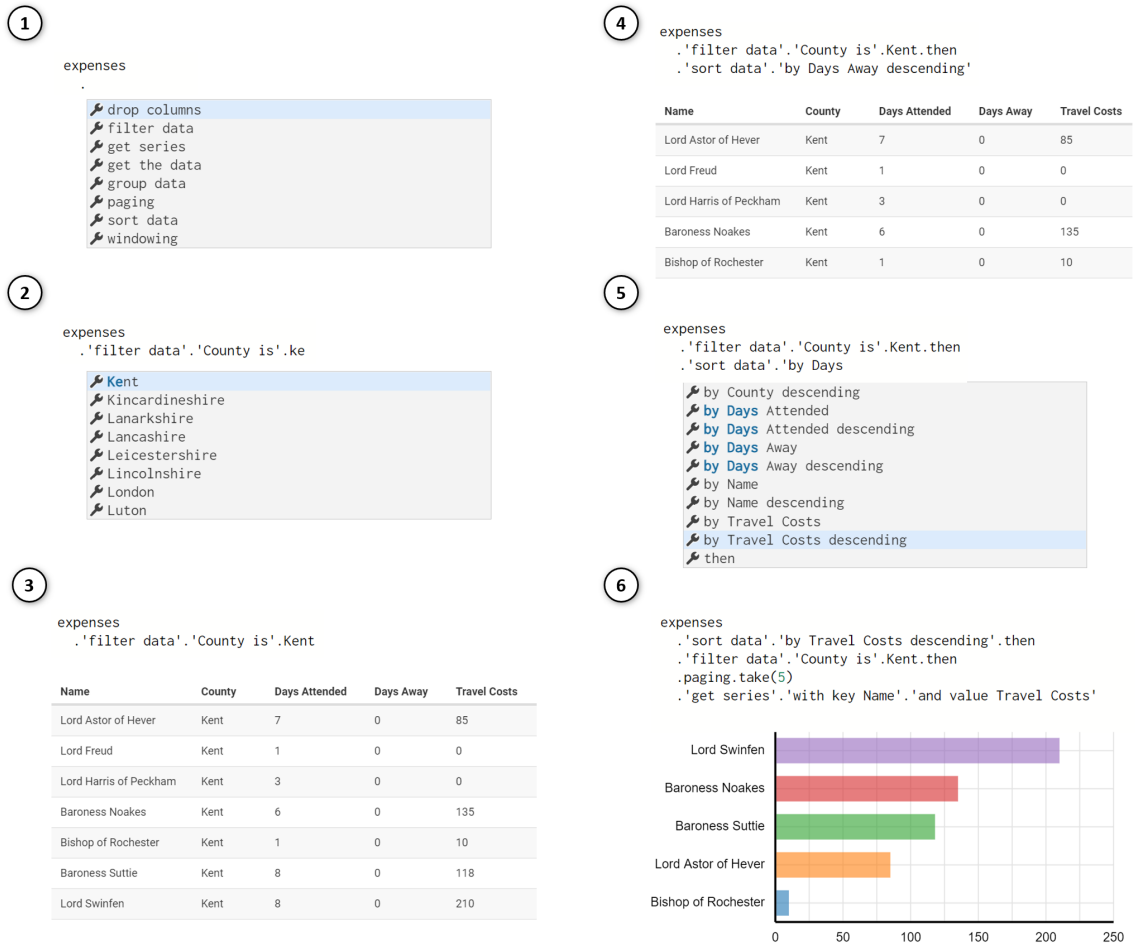 1
expenses
.
drop columns
filter data
get series
get the data
group data
paging
sort data
windowing
2
expenses
.'filter data'.'County is'.ke
Kent
Kincardineshire
Lanarkshire
Lancashire
Leicestershire
Lincolnshire
London
Luton
3
expenses
.'filter data'.'County is'.Kent
Name County Days Attended Days Away Travel Costs
Lord Astor of Hever Kent 7 0 85
Lord Freud Kent 1 0 0
Lord Harris of Peckham Kent 3 0 0
Baroness Noakes Kent 6 0 135
Bishop of Rochester Kent 1 0 10
Baroness Suttie Kent 8 0 118
Lord Swinfen Kent 8 0 210
4
expenses
.'filter data'.'County is'.Kent.then
.'sort data'.'by Days Away descending'
Name County Days Attended Days Away Travel Costs
Lord Astor of Hever Kent 7 0 85
Lord Freud Kent 1 0 0
Lord Harris of Peckham Kent 3 0 0
Baroness Noakes Kent 6 0 135
Bishop of Rochester Kent 1 0 10
5
expenses
.'filter data'.'County is'.Kent.then
.'sort data'.'by Days
by County descending
by Days Attended
by Days Attended descending
by Days Away
by Days Away descending
by Name
by Name descending
by Travel Costs
by Travel Costs descending
then
6
expenses
.'sort data'.'by Travel Costs descending'.then
.'filter data'.'County is'.Kent.then
.paging.take(5)
.'get series'.'with key Name'.'and value Travel Costs'
Lord Swinfen
Baroness Noakes
Baroness Suttie
Lord Astor of Hever
Bishop of Rochester
0 50 100 150 200 250